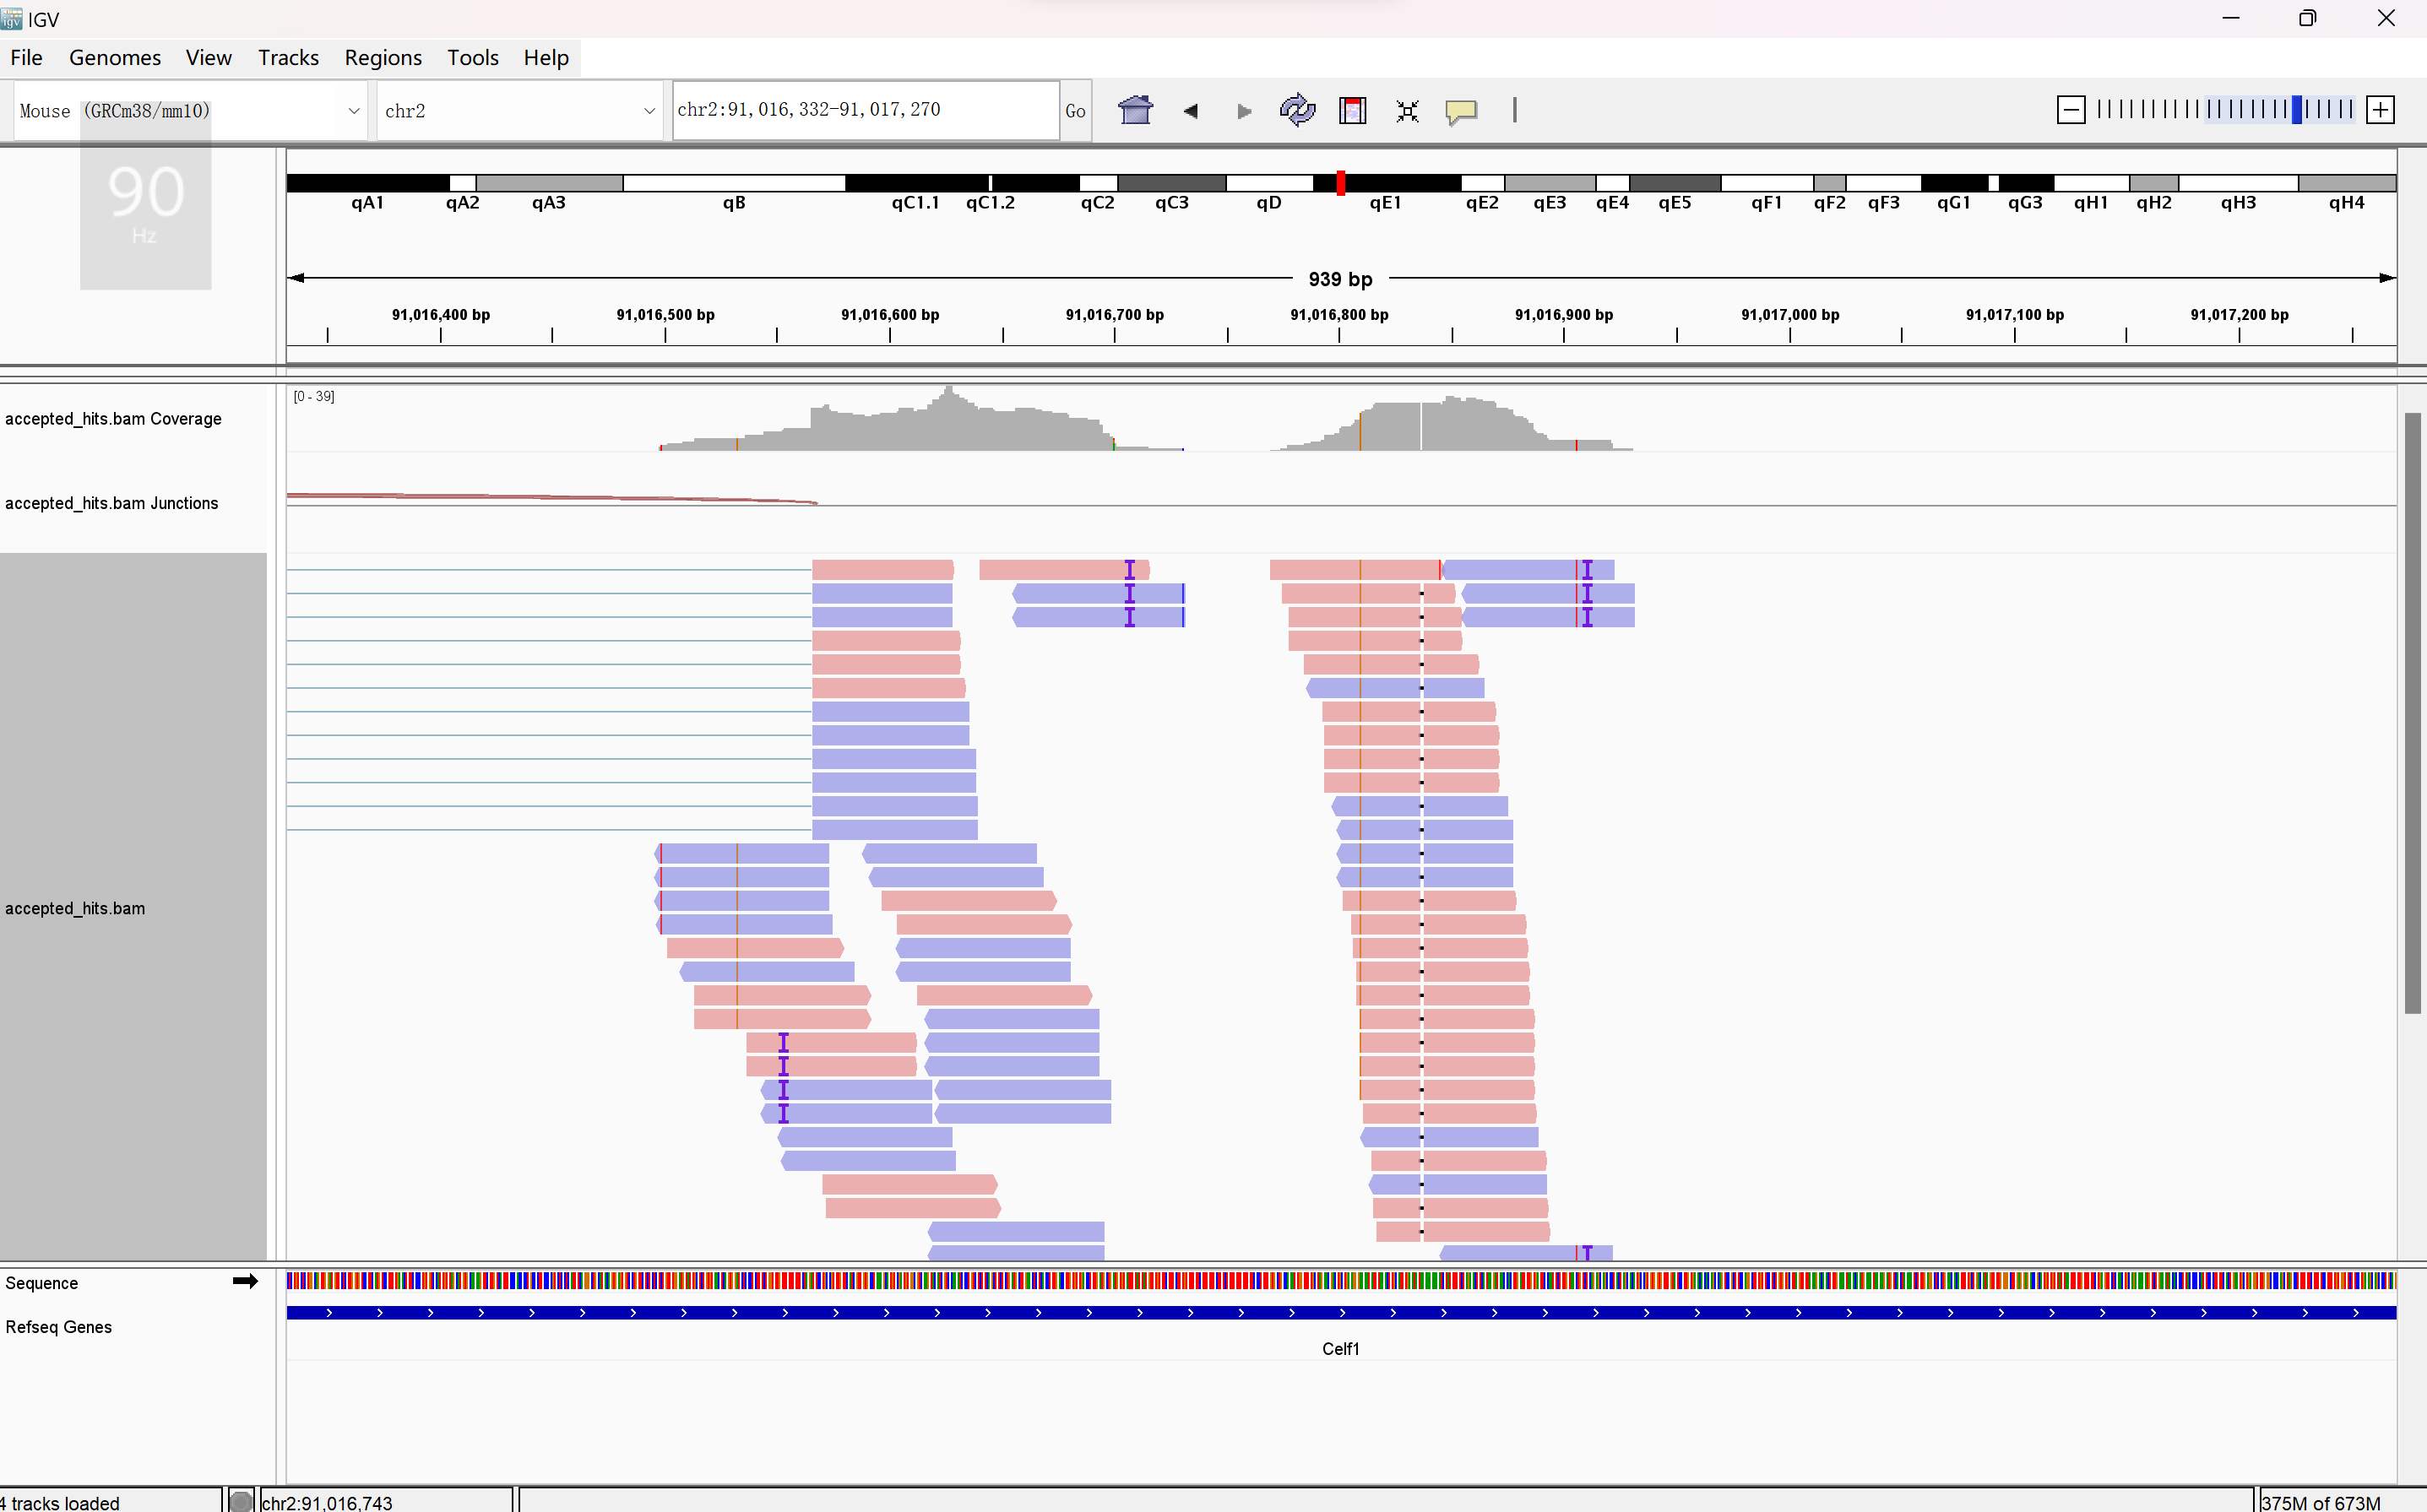 IGV
File Genomes View Tracks Regions Tools Help
Mouse (GRCm38/mm10) chr2 chr2:91,016,332-91,017,270 Go
90
Hz
qA1 qA2 qA3 qB qC1.1 qC1.2 qC2 qC3 qD qE1 qE2 qE3 qE4 qE5 qF1 qF2 qF3 qG1 qG3 qH1 qH2 qH3 qH4
939 bp
91,016,400 bp 91,016,500 bp 91,016,600 bp 91,016,700 bp 91,016,800 bp 91,016,900 bp 91,017,000 bp 91,017,100 bp 91,017,200 bp
[0 - 39]
accepted_hits.bam Coverage
accepted_hits.bam Junctions
accepted_hits.bam
Sequence
Refseq Genes
Celf1
4 tracks loaded chr2:91,016,743 375M of 673M